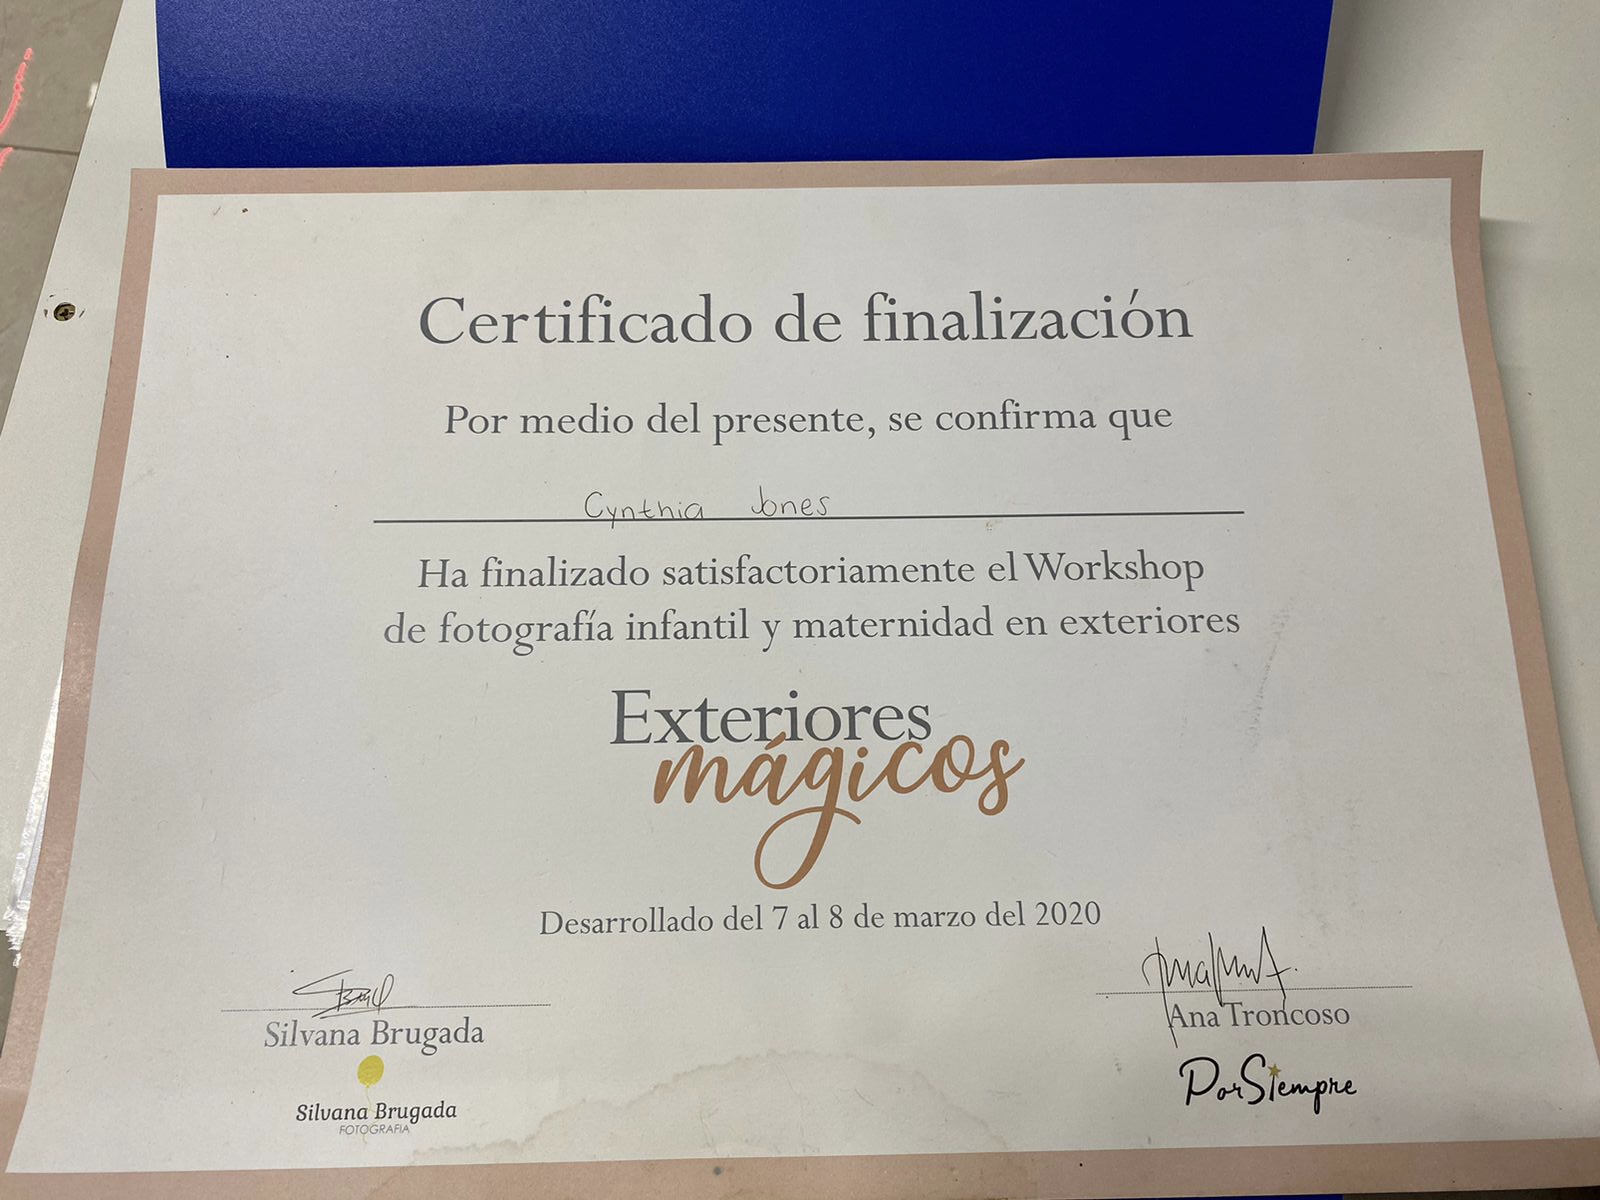 Certificado de finalización
Por medio del presente, se confirma que
Cynthia Jones
Ha finalizado satisfactoriamente el Workshop
de fotografía infantil y maternidad en exteriores
Exteriores
mágicos
Desarrollado del 7 al 8 de marzo del 2020
Silvana Brugada
Silvana Brugada
FOTOGRAFIA
Ana Troncoso
PorSiempre